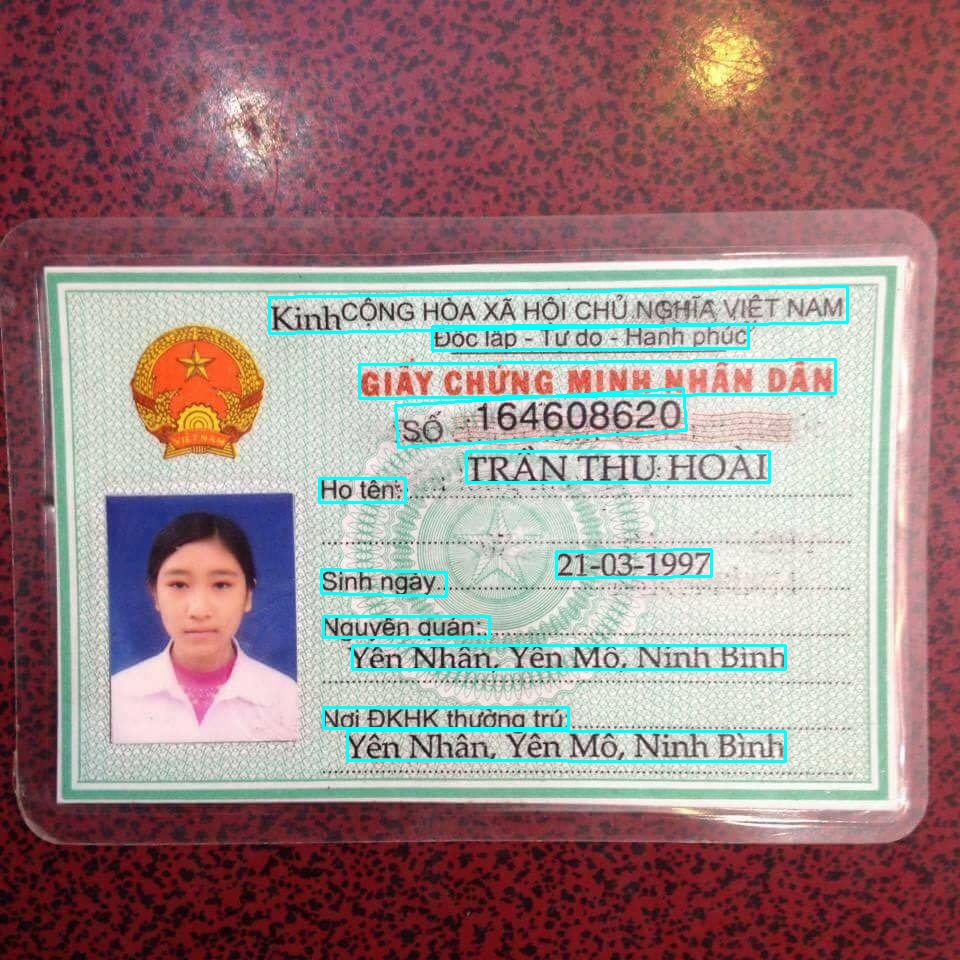 Kinh CỘNG HÒA XÃ HỘI CHỦ NGHĨA VIỆT NAM
Độc lập - Tự do - Hạnh phúc
GIẤY CHỨNG MINH NHÂN DÂN
SỐ 164608620
Họ tên: TRẦN THU HOÀI
Sinh ngày 21-03-1997
Nguyên quán:
Yên Nhân, Yên Mô, Ninh Bình
Nơi ĐKHK thường trú:
Yên Nhân, Yên Mô, Ninh Bình
VIỆT NAM